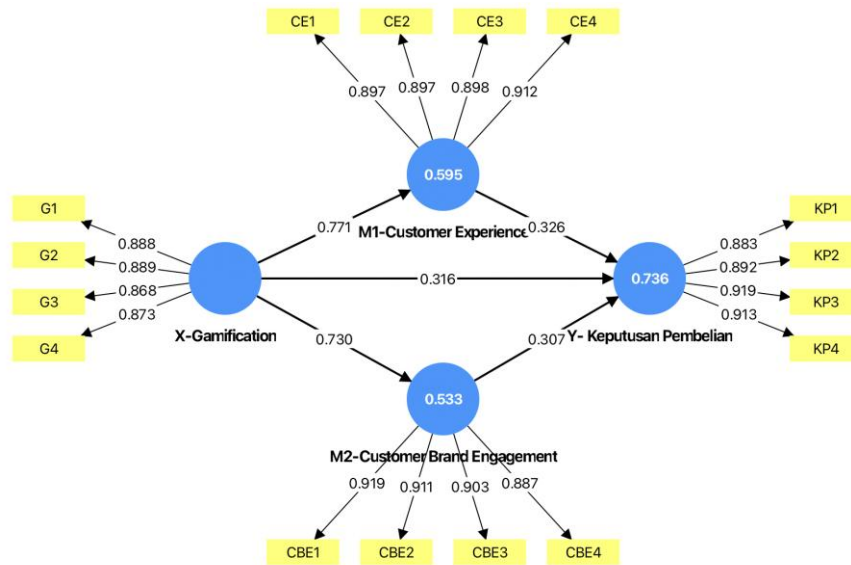 CE1 CE2 CE3 CE4
0.897 0.897 0.898 0.912
0.595
M1-Customer Experience
G1
G2
G3
G4
0.888
0.889
0.868
0.873
X-Gamification
0.771
0.326
0.316
0.730
0.307
KP1
KP2
KP3
KP4
0.883
0.892
0.919
0.913
0.736
Y- Keputusan Pembelian
0.533
M2-Customer Brand Engagement
0.919 0.911 0.903 0.887
CBE1 CBE2 CBE3 CBE4